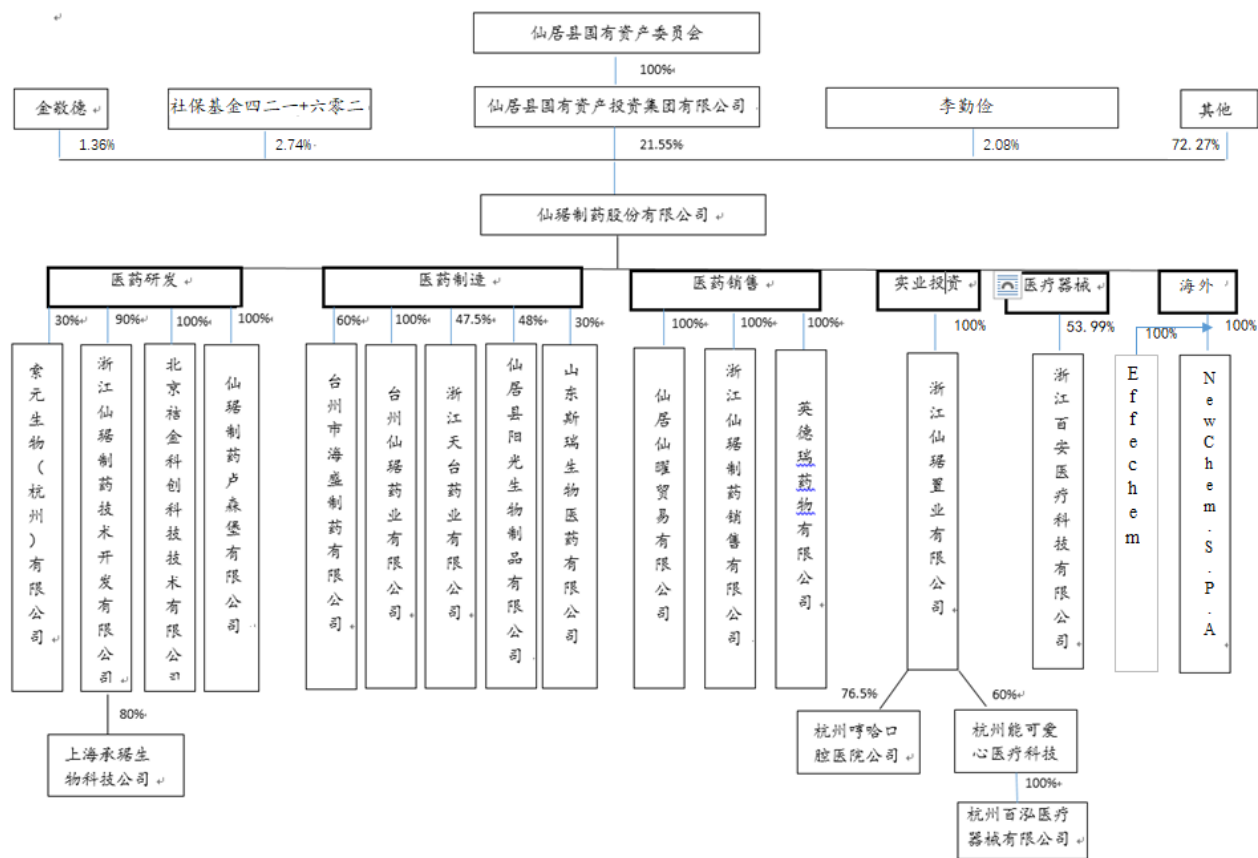 仙居县国有资产委员会
100%
金敬德
社保基金四二一+六零二
仙居县国有资产投资集团有限公司
李勤俭
其他
1.36%
2.74%
21.55%
2.08%
72.27%
仙琚制药股份有限公司
医药研发
医药制造
医药销售
实业投资
医疗器械
海外
30%
90%
100%
100%
60%
100%
47.5%
48%
30%
100%
100%
100%
100%
53.99%
100%
100%
索元生物(杭州)有限公司
浙江仙琚制药技术开发有限公司
北京禇金科创科技技术有限公司
仙琚制药卢森堡有限公司
台州市海盛制药有限公司
台州仙琚药业有限公司
浙江天台药业有限公司
仙居县阳光生物制品有限公司
山东斯瑞生物医药有限公司
仙居仙曜贸易有限公司
浙江仙琚制药销售有限公司
英德瑞药物有限公司
浙江仙琚置业有限公司
浙江百安医疗科技有限公司
Effechem
NewChem.S.P.A
80%
上海承琚生
物科技公司
76.5%
60%
杭州哼哈口
腔医院公司
杭州能可爱
心医疗科技
100%
杭州百泓医疗
器械有限公司